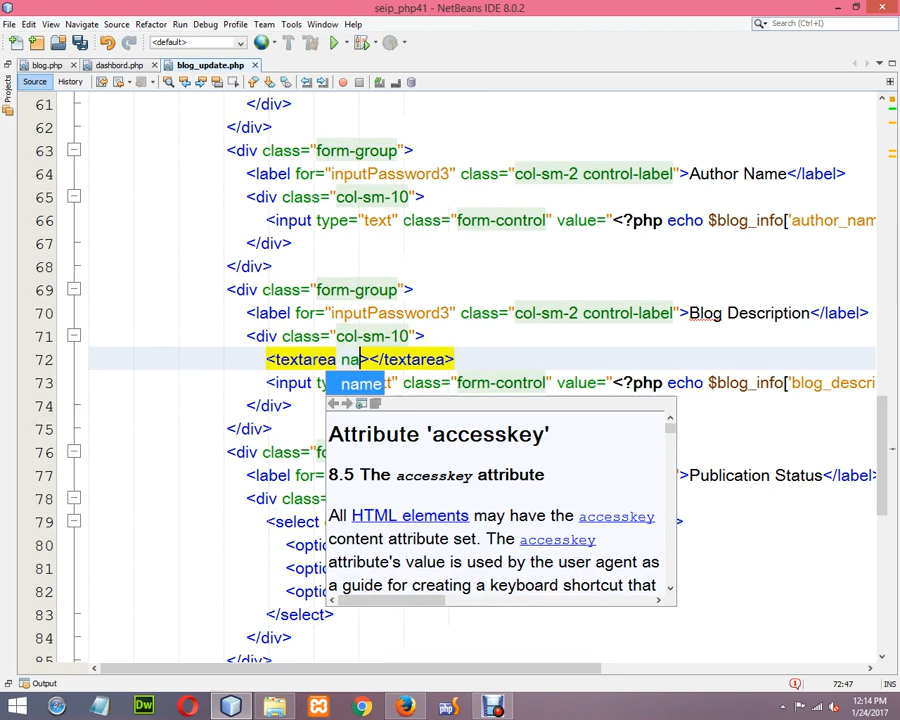 seip_php41 - NetBeans IDE 8.0.2
File Edit View Navigate Source Refactor Run Debug Profile Team Tools Window Help
Search (Ctrl+I)
<default>
blog.php dashbord.php blog_update.php
Source History
Projects
61 </div>
62 </div>
63 <div class="form-group">
64 <label for="inputPassword3" class="col-sm-2 control-label">Author Name</label>
65 <div class="col-sm-10">
66 <input type="text" class="form-control" value="<?php echo $blog_info['author_nam
67 </div>
68 </div>
69 <div class="form-group">
70 <label for="inputPassword3" class="col-sm-2 control-label">Blog Description</label>
71 <div class="col-sm-10">
72 <textarea na></textarea>
73 <input ty t" class="form-control" value="<?php echo $blog_info['blog_descri
name
74 </div>
75 </div>
Attribute 'accesskey'
76 <div class="fo
77 <label for= >Publication Status</label>
8.5 The accesskey attribute
78 <div class
79 <select >
All HTML elements may have the accesskey
80 <optio
content attribute set. The accesskey
81 <optio
attribute's value is used by the user agent as
82 <optio
a guide for creating a keyboard shortcut that
83 </select>
84 </div>
85 </div>
Output
1 72:47 INS
Dw
12:14 PM
1/24/2017